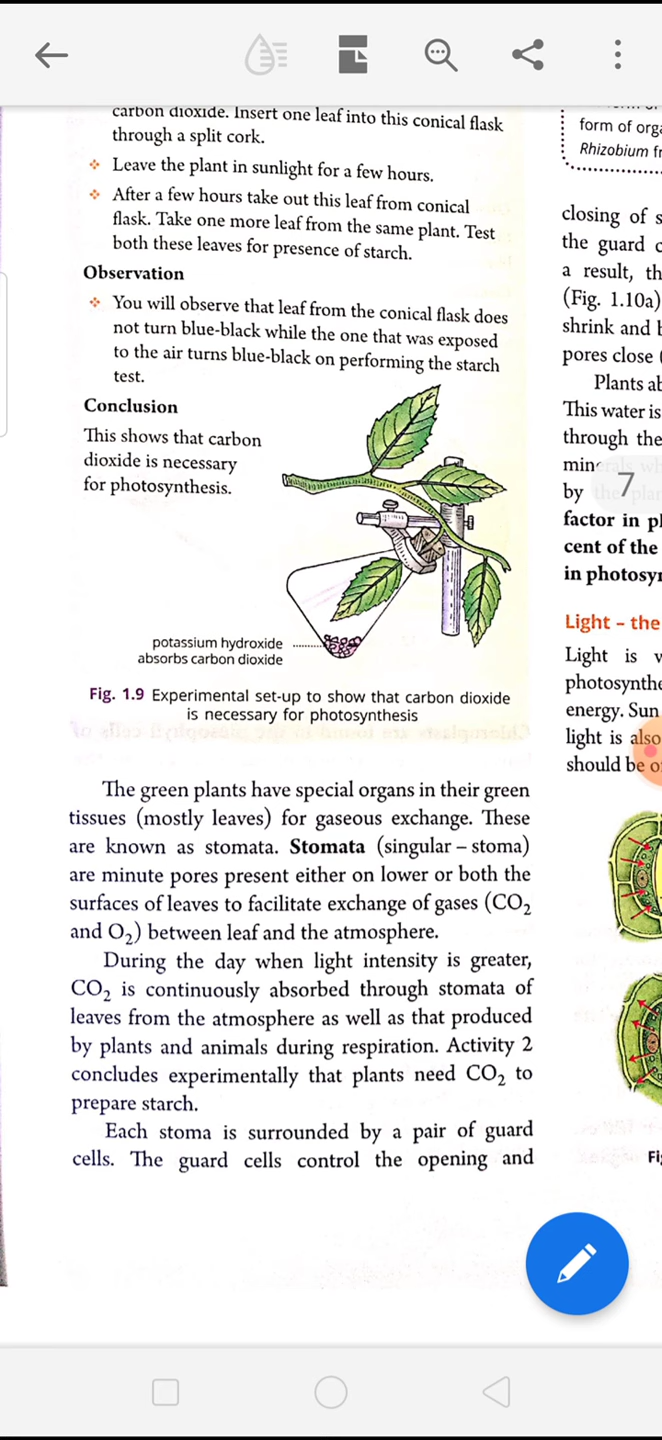 carbon dioxide. Insert one leaf into this conical flask
through a split cork.
❖ Leave the plant in sunlight for a few hours.
❖ After a few hours take out this leaf from conical
flask. Take one more leaf from the same plant. Test
both these leaves for presence of starch.
Observation
❖ You will observe that leaf from the conical flask does
not turn blue-black while the one that was exposed
to the air turns blue-black on performing the starch
test.
Conclusion
This shows that carbon
dioxide is necessary
for photosynthesis.
potassium hydroxide
absorbs carbon dioxide
Fig. 1.9 Experimental set-up to show that carbon dioxide
is necessary for photosynthesis
The green plants have special organs in their green
tissues (mostly leaves) for gaseous exchange. These
are known as stomata. Stomata (singular – stoma)
are minute pores present either on lower or both the
surfaces of leaves to facilitate exchange of gases (CO₂
and O₂) between leaf and the atmosphere.
During the day when light intensity is greater,
CO₂ is continuously absorbed through stomata of
leaves from the atmosphere as well as that produced
by plants and animals during respiration. Activity 2
concludes experimentally that plants need CO₂ to
prepare starch.
Each stoma is surrounded by a pair of guard
cells. The guard cells control the opening and
form of orga
Rhizobium fr
closing of s
the guard c
a result, th
(Fig. 1.10a)
shrink and b
pores close (
Plants ab
This water is
through the
minerals wh
by the plan
7
factor in pl
cent of the
in photosyn
Light – the
Light is v
photosynthe
energy. Sun
light is also
should be o
Fig